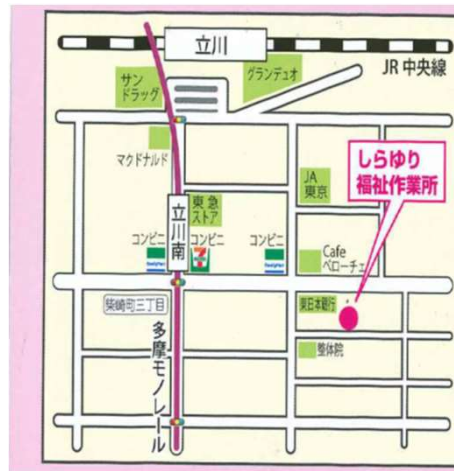 立川
JR中央線
サン
ドラッグ
グランデュオ
マクドナルド
JA
東京
しらゆり
福祉作業所
東急
ストア
立川南
コンビニ
コンビニ
コンビニ
FamilyMart
FamilyMart
Cafe
ベローチェ
柴崎町三丁目
東日本銀行
整体院
多摩モノレール